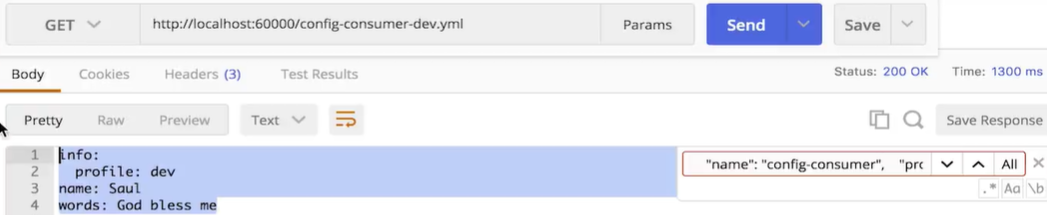 GET http://localhost:60000/config-consumer-dev.yml Params Send Save
Body Cookies Headers (3) Test Results Status: 200 OK Time: 1300 ms
Pretty Raw Preview Text Save Response
1 info: "name": "config-consumer", "pro All
2 profile: dev
3 name: Saul .* Aa \b
4 words: God bless me